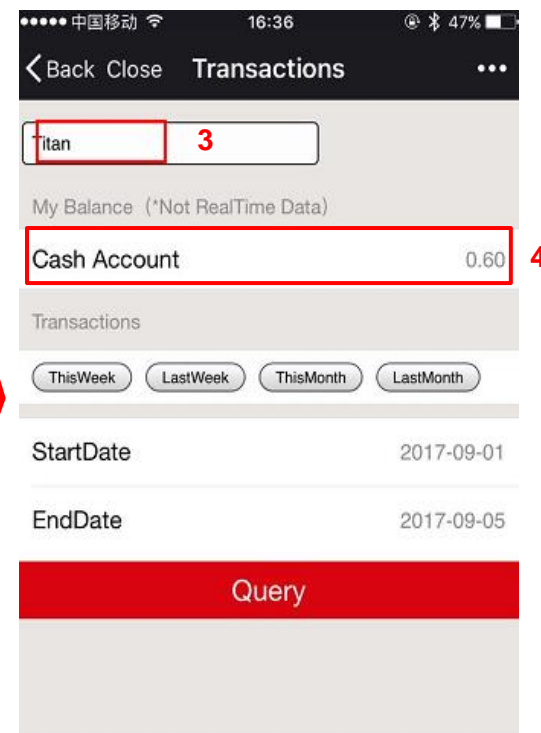 中国移动 16:36 47%
Back Close Transactions •••
Titan 3
My Balance (*Not RealTime Data)
Cash Account 0.60 4
Transactions
ThisWeek LastWeek ThisMonth LastMonth
StartDate 2017-09-01
EndDate 2017-09-05
Query